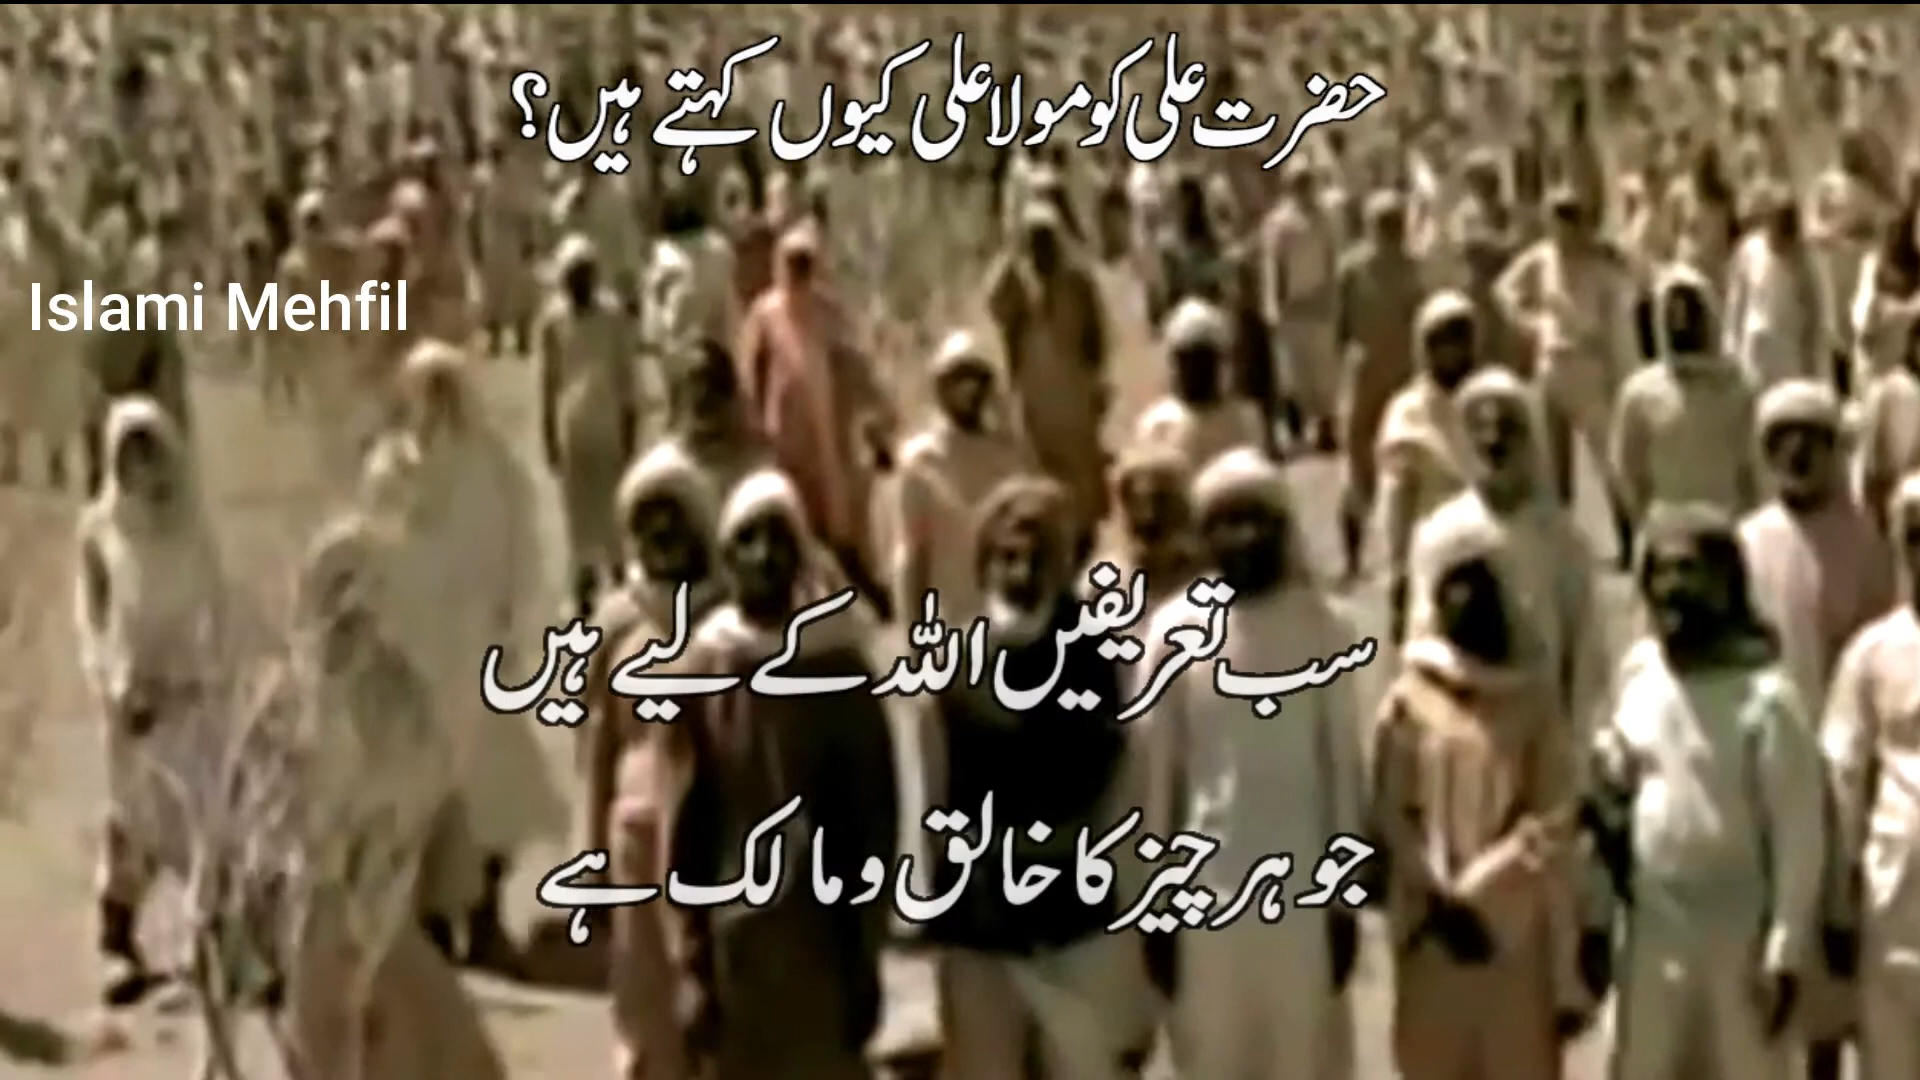 حضرت علی کو مولا علی کیوں کہتے ہیں؟
Islami Mehfil
سب تعریفیں اللہ کے لیے ہیں
جو ہر چیز کا خالق و مالک ہے